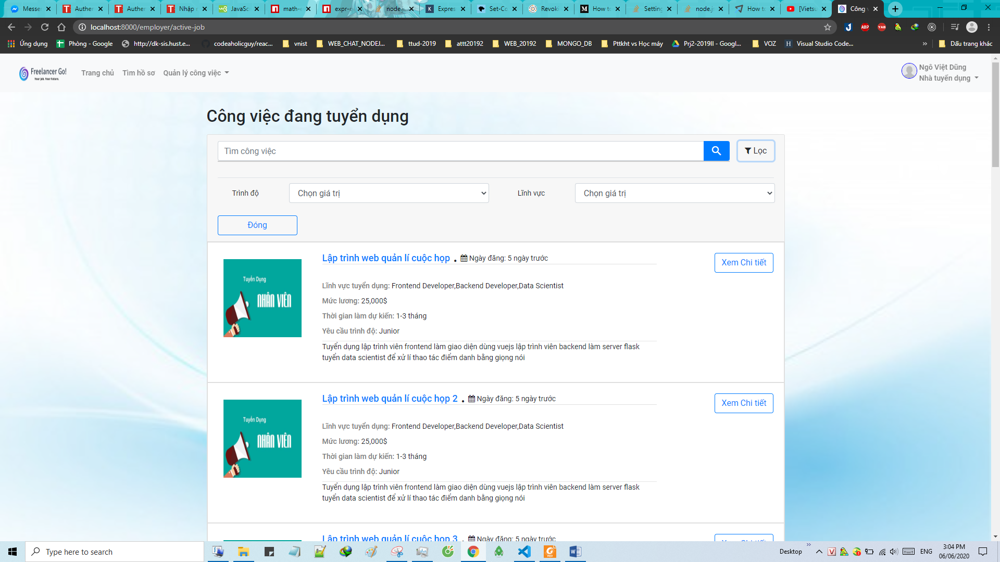 Messe
Auther
Auther
Nhập r
JavaSc
math-e
expr-e
node.j
Expres
Set-Co
Revoki
How to
Setting
node.j
How to
[Vietsu
Công v
localhost:8000/employer/active-job
Ứng dụng
Phòng - Google
http://dk-sis.hust.e...
codeaholicguy/reac...
vnist
WEB_CHAT_NODEJ...
ttud-2019
attt20192
WEB_20192
MONGO_DB
Pttkht vs Học máy
Prj2-2019II - Googl...
VOZ
Visual Studio Code...
Dấu trang khác
Freelancer Go!
Your Job. Your Future.
Trang chủ
Tìm hồ sơ
Quản lý công việc
Ngô Việt Dũng
Nhà tuyển dụng
Công việc đang tuyển dụng
Tìm công việc
Lọc
Trình độ
Chọn giá trị
Lĩnh vực
Chọn giá trị
Đóng
Tuyển Dụng
NHÂN VIÊN
Lập trình web quản lí cuộc họp . Ngày đăng: 5 ngày trước
Xem Chi tiết
Lĩnh vực tuyển dụng: Frontend Developer,Backend Developer,Data Scientist
Mức lương: 25,000$
Thời gian làm dự kiến: 1-3 tháng
Yêu cầu trình độ: Junior
Tuyển dụng lập trình viên frontend làm giao diện dùng vuejs lập trình viên backend làm server flask
tuyển data scientist để xử lí thao tác điểm danh bằng giọng nói
Tuyển Dụng
NHÂN VIÊN
Lập trình web quản lí cuộc họp 2 . Ngày đăng: 5 ngày trước
Xem Chi tiết
Lĩnh vực tuyển dụng: Frontend Developer,Backend Developer,Data Scientist
Mức lương: 25,000$
Thời gian làm dự kiến: 1-3 tháng
Yêu cầu trình độ: Junior
Tuyển dụng lập trình viên frontend làm giao diện dùng vuejs lập trình viên backend làm server flask
tuyển data scientist để xử lí thao tác điểm danh bằng giọng nói
Lập trình web quản lí cuộc họp 3 . Ngày đăng: 5 ngày trước
Xem Chi tiết
Type here to search
Desktop
ENG
3:04 PM
06/06/2020